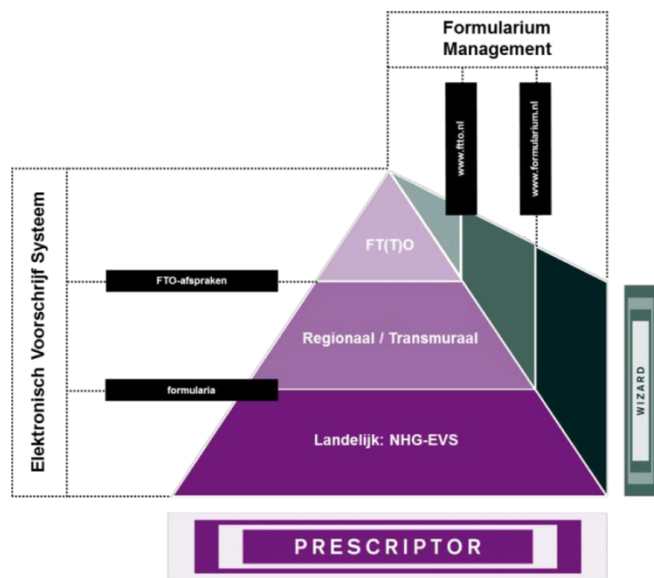 Formularium
Management
www.ftto.nl
www.formularium.nl
Elektronisch Voorschrijf Systeem
FT(T)O
FTO-afspraken
Regionaal / Transmuraal
formularia
Landelijk: NHG-EVS
WIZARD
PRESCRIPTOR